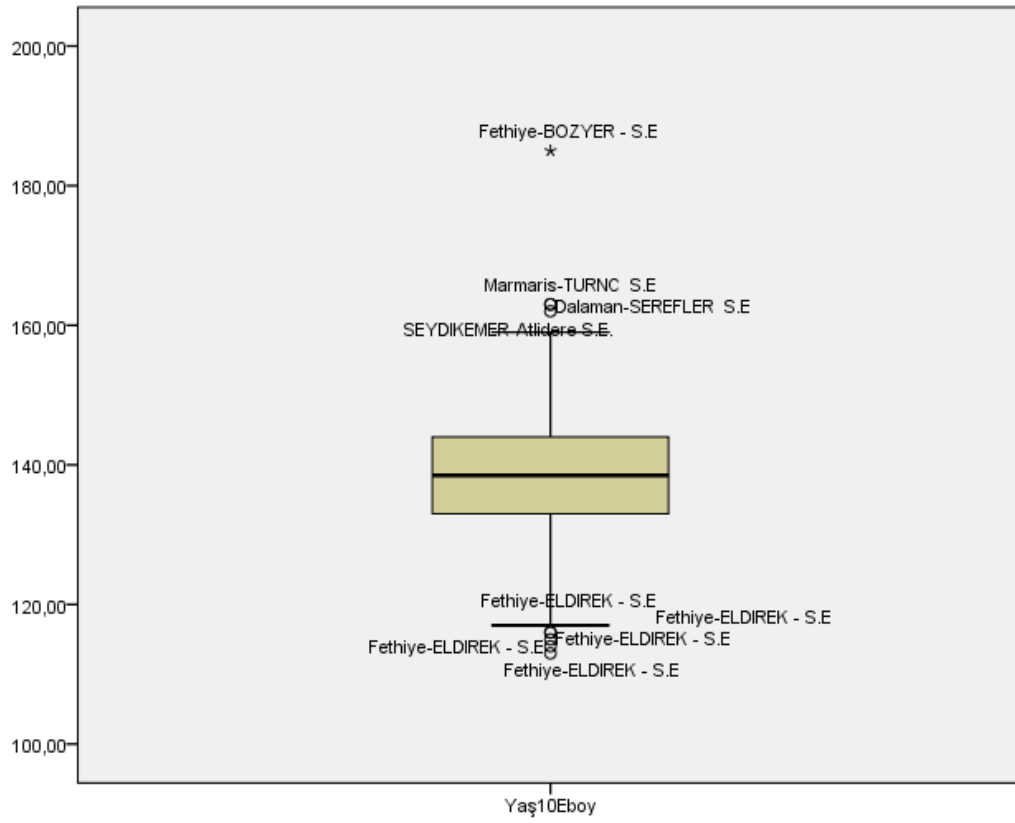 200,00
Fethiye-BOZYER - S.E
180,00
Marmaris-TURNC S.E
Dalaman-SEREFLER S.E
160,00
SEYDIKEMER-Atlidere S.E.
140,00
120,00
Fethiye-ELDIREK - S.E
Fethiye-ELDIREK - S.E
Fethiye-ELDIREK - S.E
Fethiye-ELDIREK - S.E
Fethiye-ELDIREK - S.E
100,00
Yaş10Eboy